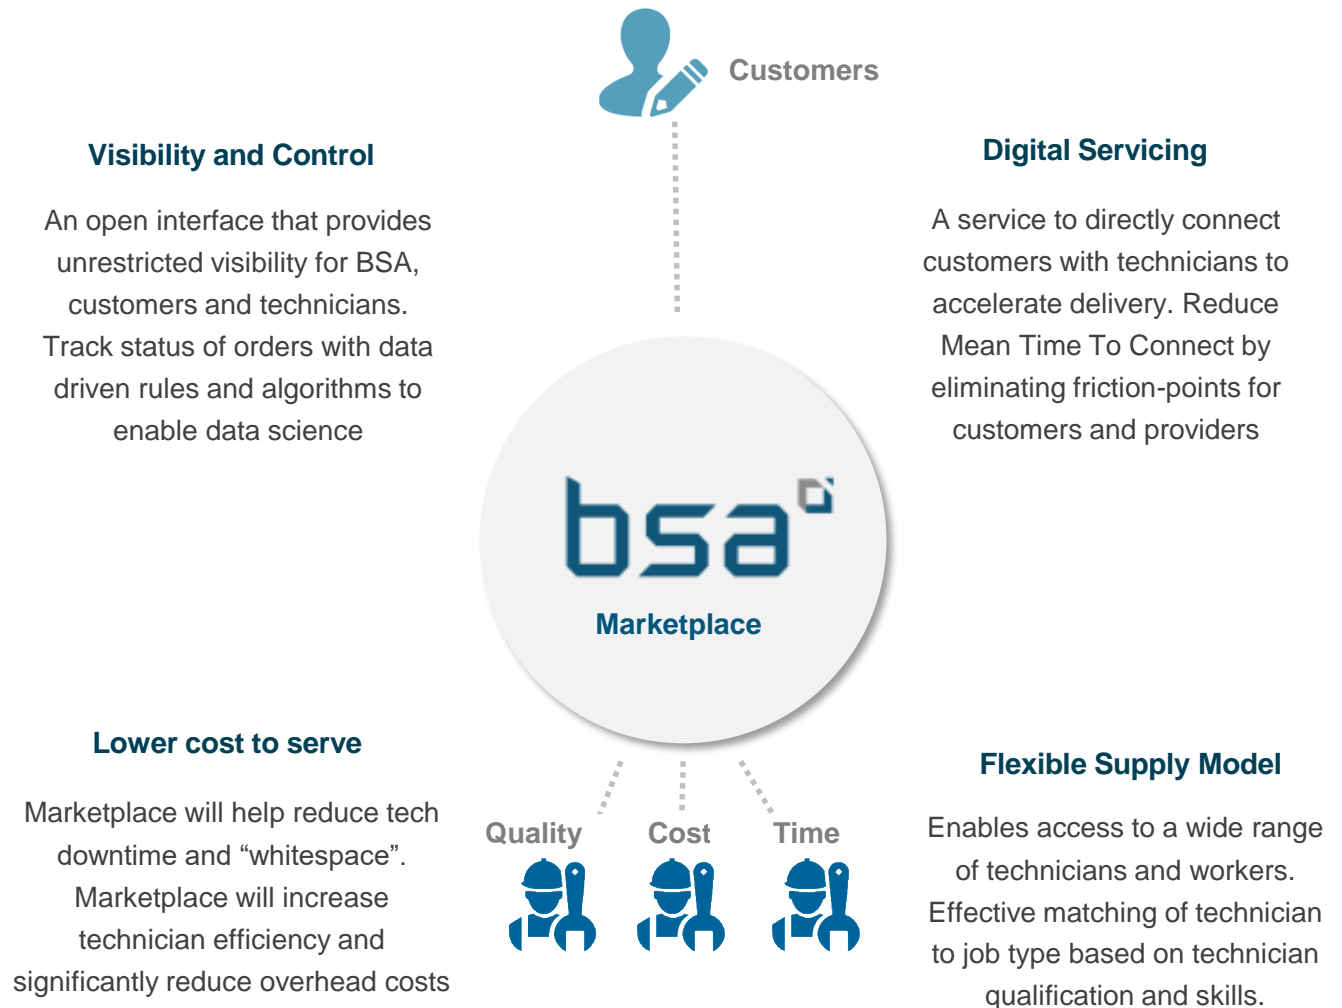 Customers
Visibility and Control
An open interface that provides
unrestricted visibility for BSA,
customers and technicians.
Track status of orders with data
driven rules and algorithms to
enable data science
Digital Servicing
A service to directly connect
customers with technicians to
accelerate delivery. Reduce
Mean Time To Connect by
eliminating friction-points for
customers and providers
bsa
Marketplace
Lower cost to serve
Marketplace will help reduce tech
downtime and “whitespace”.
Marketplace will increase
technician efficiency and
significantly reduce overhead costs
Quality Cost Time
Flexible Supply Model
Enables access to a wide range
of technicians and workers.
Effective matching of technician
to job type based on technician
qualification and skills.